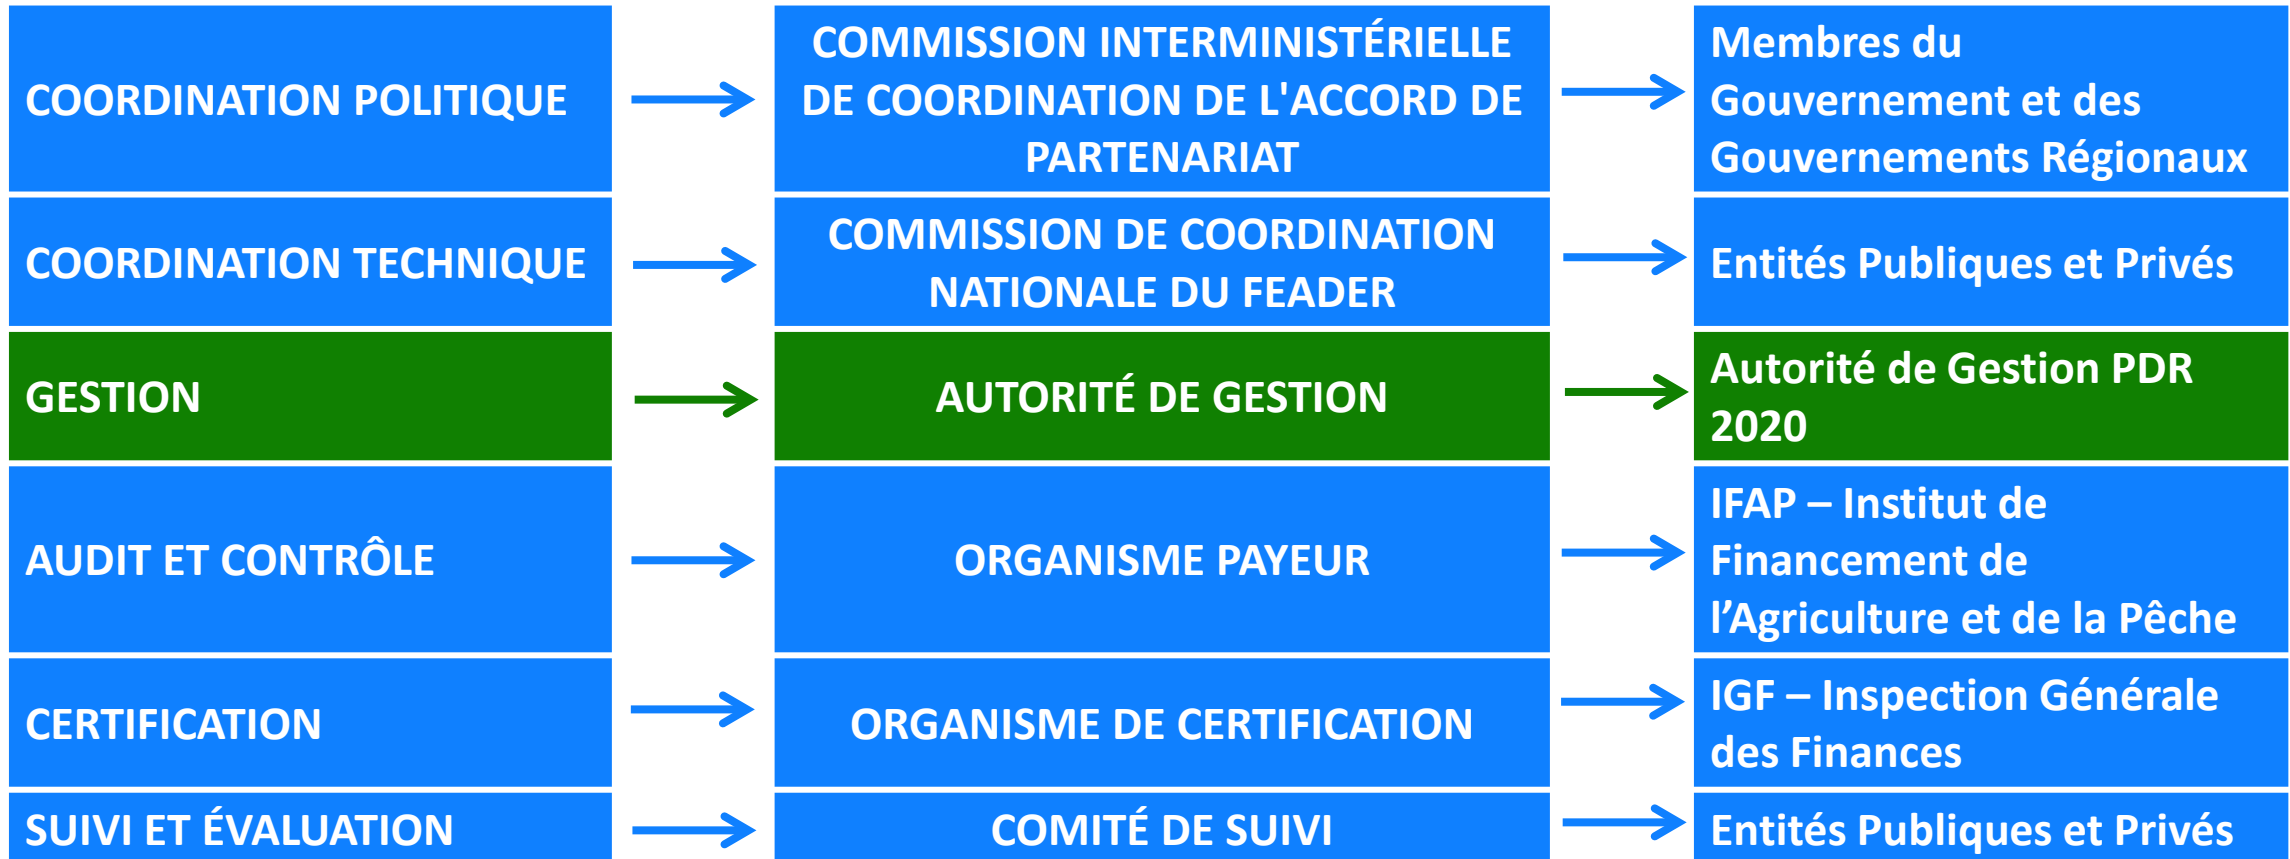 COORDINATION POLITIQUE
COMMISSION INTERMINISTÉRIELLE
DE COORDINATION DE L'ACCORD DE
PARTENARIAT
Membres du
Gouvernement et des
Gouvernements Régionaux
COORDINATION TECHNIQUE
COMMISSION DE COORDINATION
NATIONALE DU FEADER
Entités Publiques et Privés
GESTION
AUTORITÉ DE GESTION
Autorité de Gestion PDR
2020
AUDIT ET CONTRÔLE
ORGANISME PAYEUR
IFAP – Institut de
Financement de
l’Agriculture et de la Pêche
CERTIFICATION
ORGANISME DE CERTIFICATION
IGF – Inspection Générale
des Finances
SUIVI ET ÉVALUATION
COMITÉ DE SUIVI
Entités Publiques et Privés